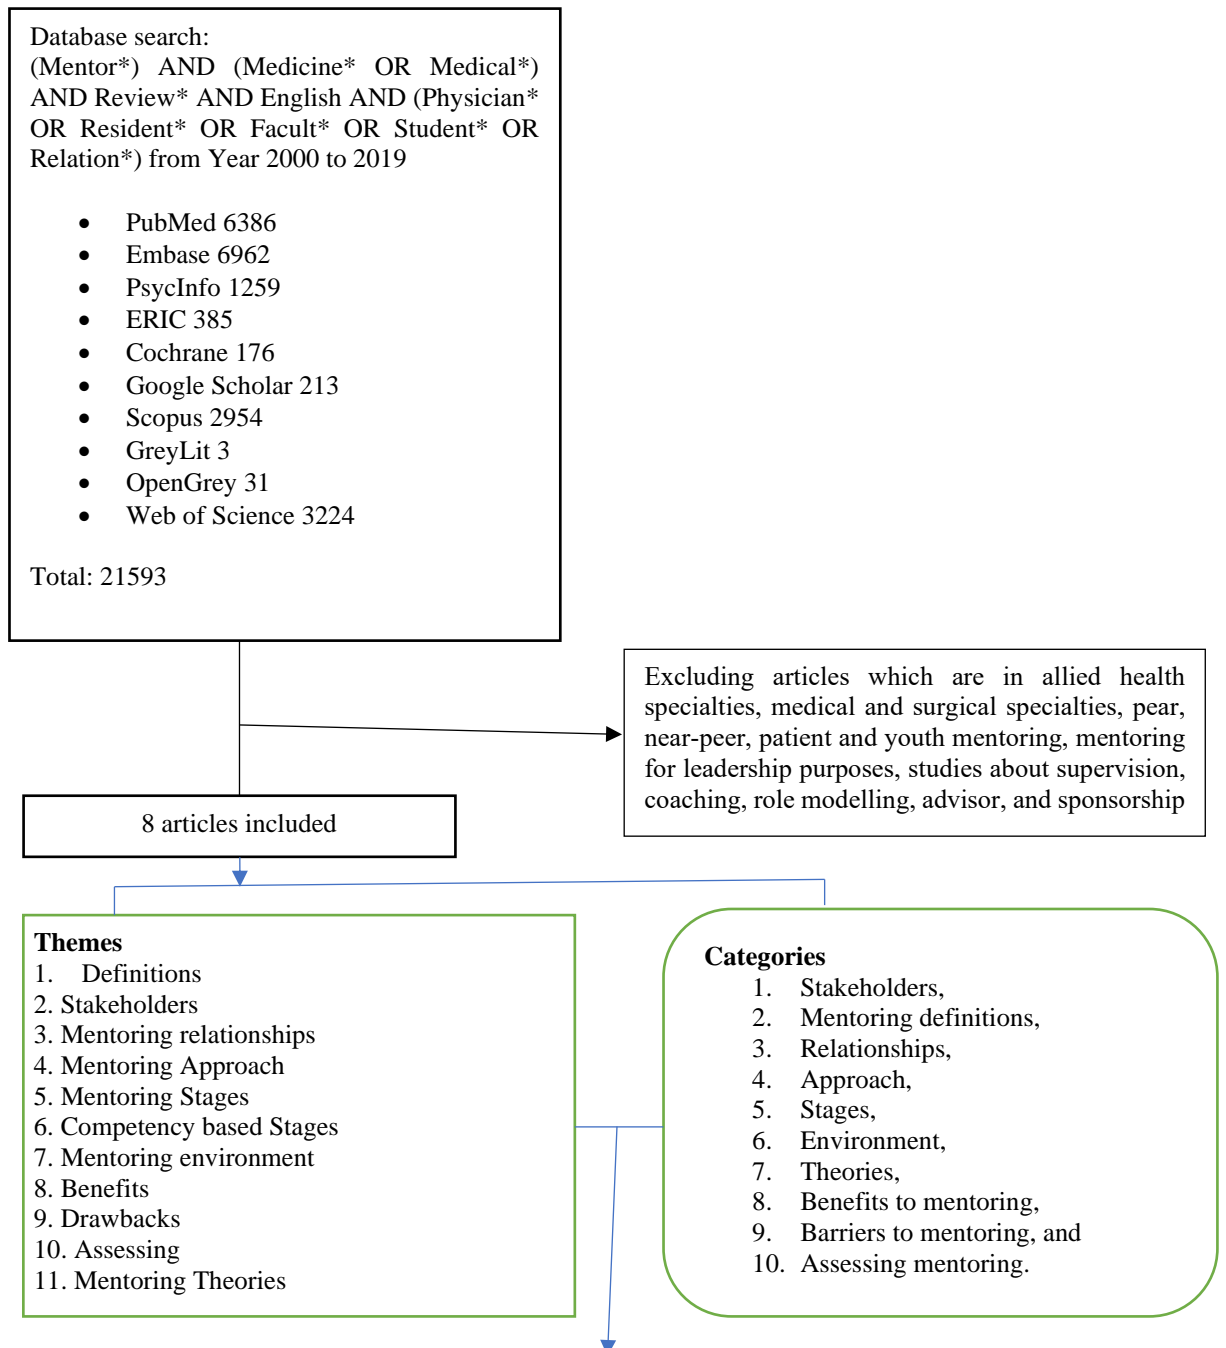 Database search:
(Mentor*) AND (Medicine* OR Medical*)
AND Review* AND English AND (Physician*
OR Resident* OR Facult* OR Student* OR
Relation*) from Year 2000 to 2019
• PubMed 6386
• Embase 6962
• PsycInfo 1259
• ERIC 385
• Cochrane 176
• Google Scholar 213
• Scopus 2954
• GreyLit 3
• OpenGrey 31
• Web of Science 3224
Total: 21593
Excluding articles which are in allied health
specialties, medical and surgical specialties, pear,
near-peer, patient and youth mentoring, mentoring
for leadership purposes, studies about supervision,
coaching, role modelling, advisor, and sponsorship
8 articles included
Themes
1. Definitions
2. Stakeholders
3. Mentoring relationships
4. Mentoring Approach
5. Mentoring Stages
6. Competency based Stages
7. Mentoring environment
8. Benefits
9. Drawbacks
10. Assessing
11. Mentoring Theories
Categories
1. Stakeholders,
2. Mentoring definitions,
3. Relationships,
4. Approach,
5. Stages,
6. Environment,
7. Theories,
8. Benefits to mentoring,
9. Barriers to mentoring, and
10. Assessing mentoring.